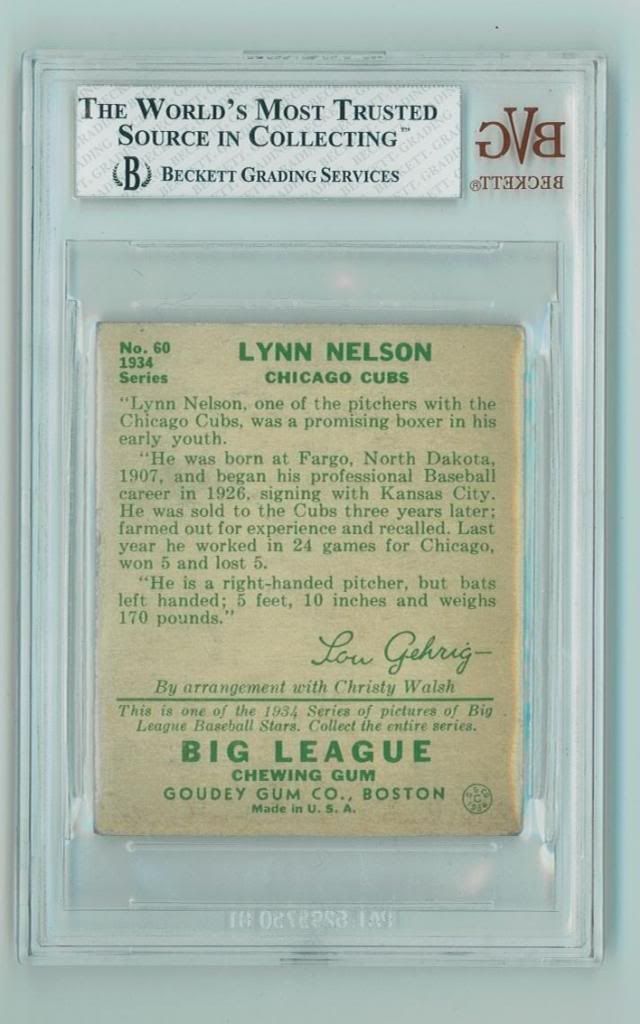 THE WORLD'S MOST TRUSTED
SOURCE IN COLLECTING™
B BECKETT GRADING SERVICES
BVG
BECKETT®
No. 60
1934
Series
LYNN NELSON
CHICAGO CUBS
"Lynn Nelson, one of the pitchers with the
Chicago Cubs, was a promising boxer in his
early youth.
"He was born at Fargo, North Dakota,
1907, and began his professional Baseball
career in 1926, signing with Kansas City.
He was sold to the Cubs three years later;
farmed out for experience and recalled. Last
year he worked in 24 games for Chicago,
won 5 and lost 5.
"He is a right-handed pitcher, but bats
left handed; 5 feet, 10 inches and weighs
170 pounds."
Lou Gehrig
By arrangement with Christy Walsh
This is one of the 1934 Series of pictures of Big
League Baseball Stars. Collect the entire series.
BIG LEAGUE
CHEWING GUM
GOUDEY GUM CO., BOSTON
Made in U. S. A.